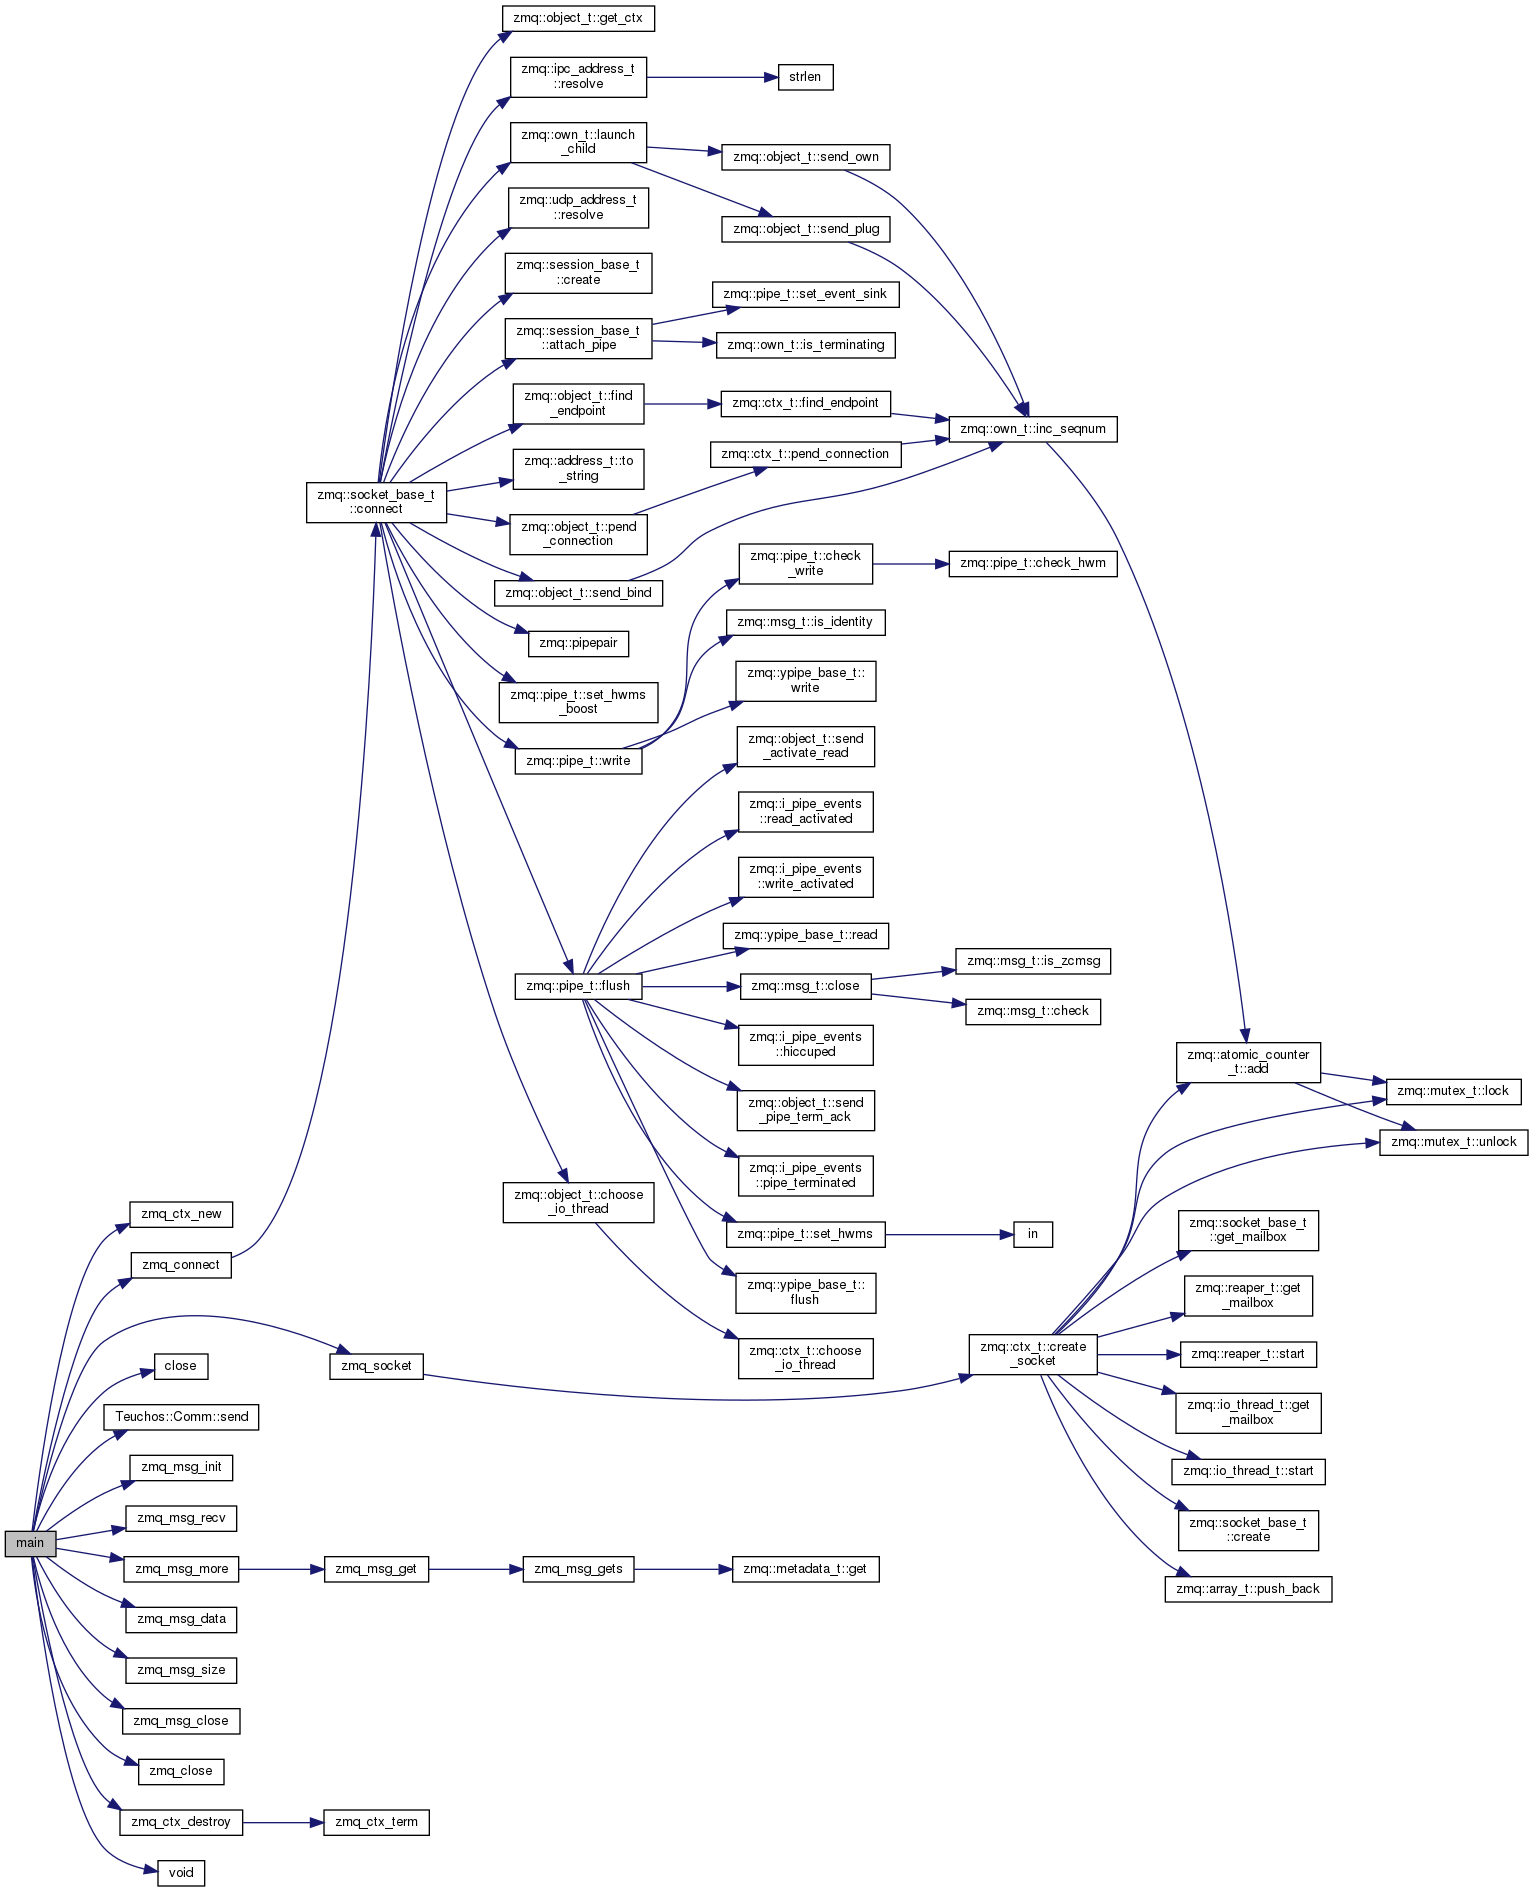 zmq::object_t::get_ctx
zmq::ipc_address_t
::resolve
strlen
zmq::own_t::launch
_child
zmq::object_t::send_own
zmq::udp_address_t
::resolve
zmq::object_t::send_plug
zmq::session_base_t
::create
zmq::pipe_t::set_event_sink
zmq::session_base_t
::attach_pipe
zmq::own_t::is_terminating
zmq::object_t::find
_endpoint
zmq::ctx_t::find_endpoint
zmq::own_t::inc_seqnum
zmq::address_t::to
_string
zmq::ctx_t::pend_connection
zmq::socket_base_t
::connect
zmq::object_t::pend
_connection
zmq::pipe_t::check
_write
zmq::pipe_t::check_hwm
zmq::object_t::send_bind
zmq::msg_t::is_identity
zmq::pipepair
zmq::ypipe_base_t::
write
zmq::pipe_t::set_hwms
_boost
zmq::object_t::send
_activate_read
zmq::pipe_t::write
zmq::i_pipe_events
::read_activated
zmq::i_pipe_events
::write_activated
zmq::ypipe_base_t::read
zmq::msg_t::is_zcmsg
zmq::pipe_t::flush
zmq::msg_t::close
zmq::msg_t::check
zmq::i_pipe_events
::hiccuped
zmq::atomic_counter
_t::add
zmq::mutex_t::lock
zmq::object_t::send
_pipe_term_ack
zmq::mutex_t::unlock
zmq::i_pipe_events
::pipe_terminated
zmq::object_t::choose
_io_thread
zmq_ctx_new
zmq::pipe_t::set_hwms
in
zmq::socket_base_t
::get_mailbox
zmq_connect
zmq::ypipe_base_t::
flush
zmq::reaper_t::get
_mailbox
zmq::ctx_t::choose
_io_thread
zmq::ctx_t::create
_socket
zmq::reaper_t::start
close
zmq_socket
zmq::io_thread_t::get
_mailbox
Teuchos::Comm::send
zmq_msg_init
zmq::io_thread_t::start
zmq_msg_recv
zmq::socket_base_t
::create
main
zmq_msg_more
zmq_msg_get
zmq_msg_gets
zmq::metadata_t::get
zmq::array_t::push_back
zmq_msg_data
zmq_msg_size
zmq_msg_close
zmq_close
zmq_ctx_destroy
zmq_ctx_term
void